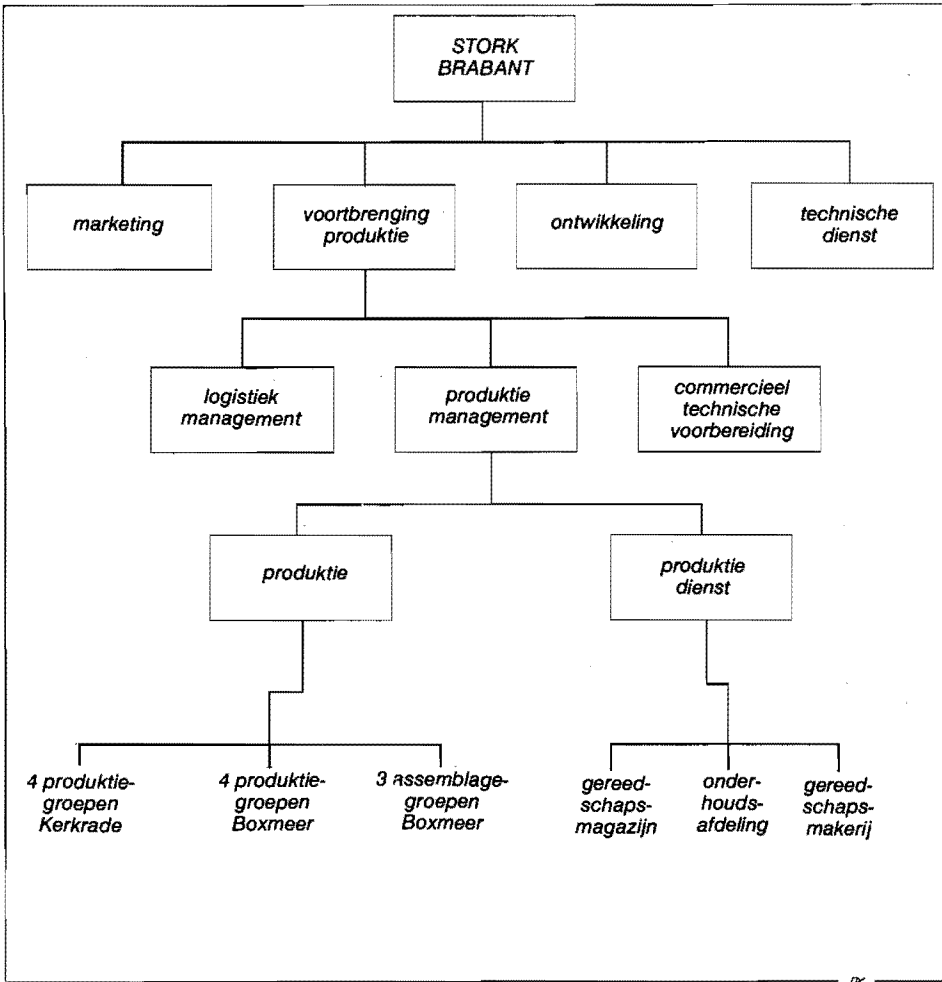 STORK
BRABANT
marketing
voortbrenging
produktie
ontwikkeling
technische
dienst
logistiek
management
produktie
management
commercieel
technische
voorbereiding
produktie
produktie
dienst
4 produktie-
groepen
Kerkrade
4 produktie-
groepen
Boxmeer
3 assemblage-
groepen
Boxmeer
gereed-
schaps-
magazijn
onder-
houds-
afdeling
gereed-
schaps-
makerij